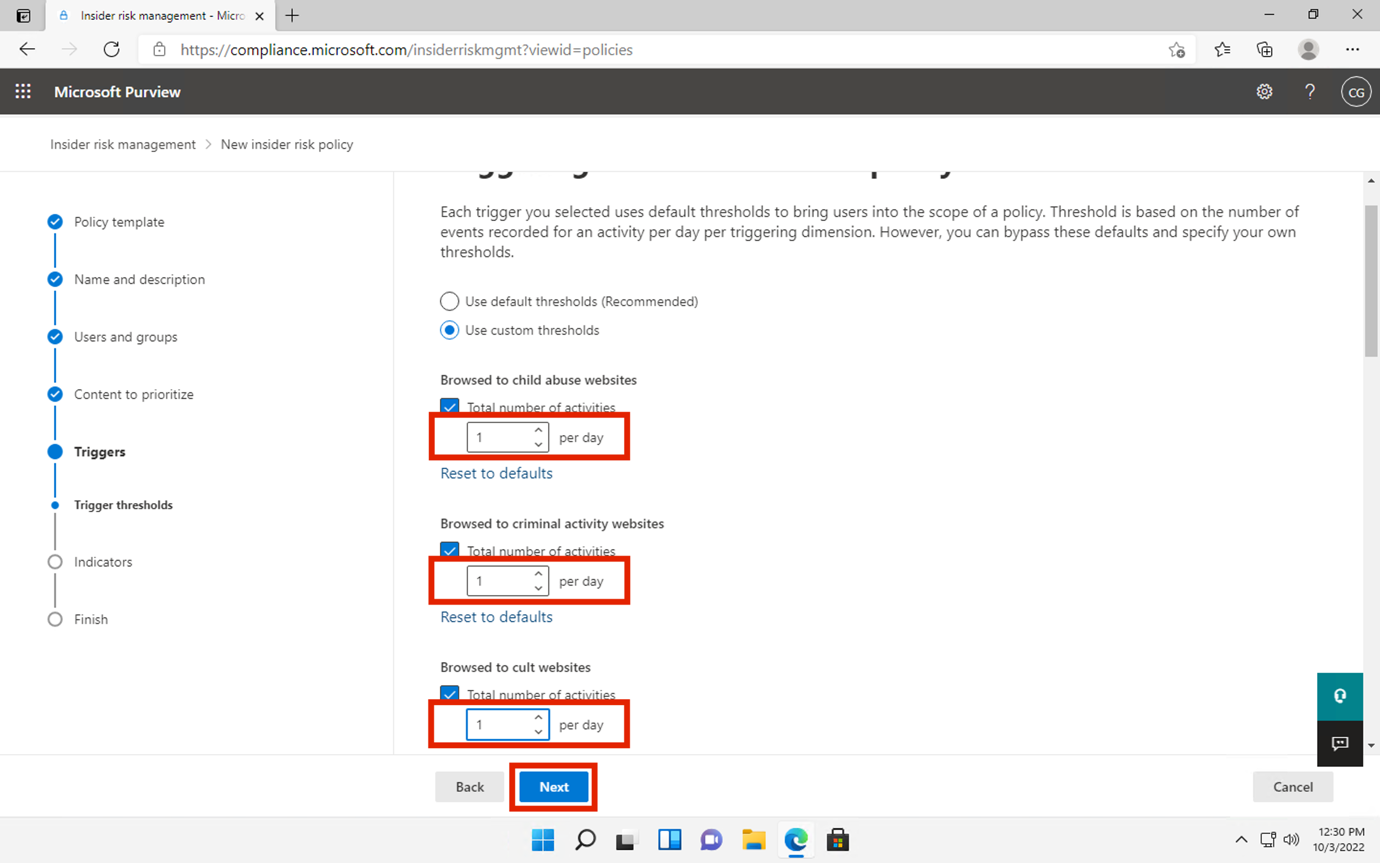 Insider risk management - Micro
https://compliance.microsoft.com/insiderriskmgmt?viewid=policies
Microsoft Purview
?
CG
Insider risk management > New insider risk policy
Policy template
Name and description
Users and groups
Content to prioritize
Triggers
Trigger thresholds
Indicators
Finish
Each trigger you selected uses default thresholds to bring users into the scope of a policy. Threshold is based on the number of
events recorded for an activity per day per triggering dimension. However, you can bypass these defaults and specify your own
thresholds.
Use default thresholds (Recommended)
Use custom thresholds
Browsed to child abuse websites
Total number of activities
1 per day
Reset to defaults
Browsed to criminal activity websites
Total number of activities
1 per day
Reset to defaults
Browsed to cult websites
Total number of activities
1 per day
Back
Next
Cancel
12:30 PM
10/3/2022